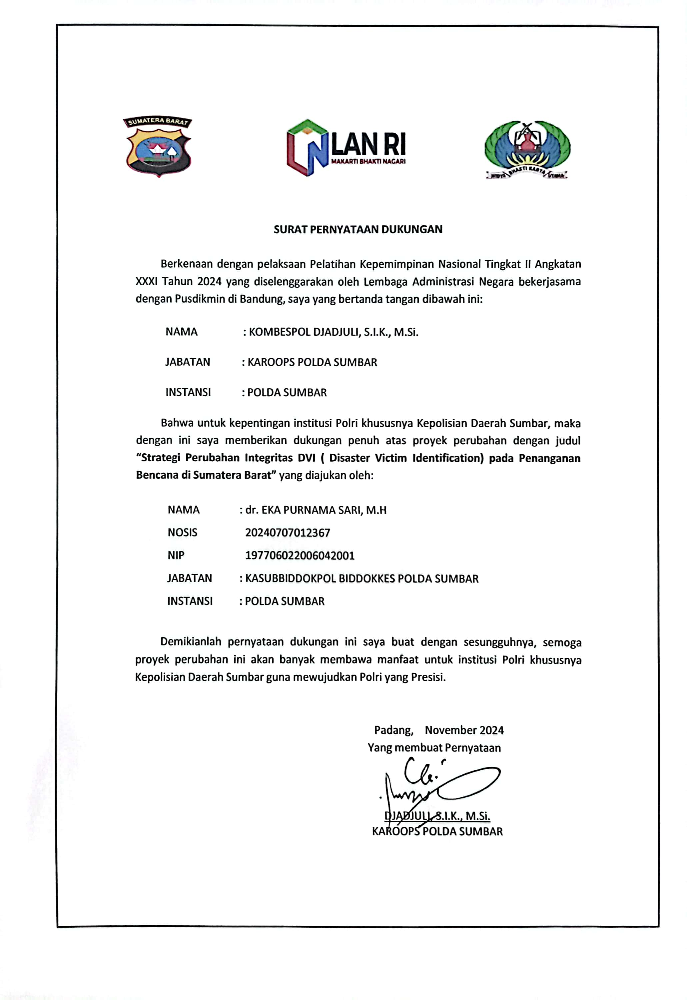 SUMATERA BARAT
LAN RI
MAKARTI BHAKTI NAGARI
BHAKTI KARYA
SURAT PERNYATAAN DUKUNGAN
Berkenaan dengan pelaksaan Pelatihan Kepemimpinan Nasional Tingkat II Angkatan
XXXI Tahun 2024 yang diselenggarakan oleh Lembaga Administrasi Negara bekerjasama
dengan Pusdikmin di Bandung, saya yang bertanda tangan dibawah ini:
NAMA : KOMBESPOL DJADJULI, S.I.K., M.Si.
JABATAN : KAROOPS POLDA SUMBAR
INSTANSI : POLDA SUMBAR
Bahwa untuk kepentingan institusi Polri khususnya Kepolisian Daerah Sumbar, maka
dengan ini saya memberikan dukungan penuh atas proyek perubahan dengan judul
“Strategi Perubahan Integritas DVI ( Disaster Victim Identification) pada Penanganan
Bencana di Sumatera Barat” yang diajukan oleh:
NAMA : dr. EKA PURNAMA SARI, M.H
NOSIS 20240707012367
NIP 197706022006042001
JABATAN : KASUBBIDDOKPOL BIDDOKKES POLDA SUMBAR
INSTANSI : POLDA SUMBAR
Demikianlah pernyataan dukungan ini saya buat dengan sesungguhnya, semoga
proyek perubahan ini akan banyak membawa manfaat untuk institusi Polri khususnya
Kepolisian Daerah Sumbar guna mewujudkan Polri yang Presisi.
Padang, November 2024
Yang membuat Pernyataan
DJADJULI, S.I.K., M.Si.
KAROOPS POLDA SUMBAR